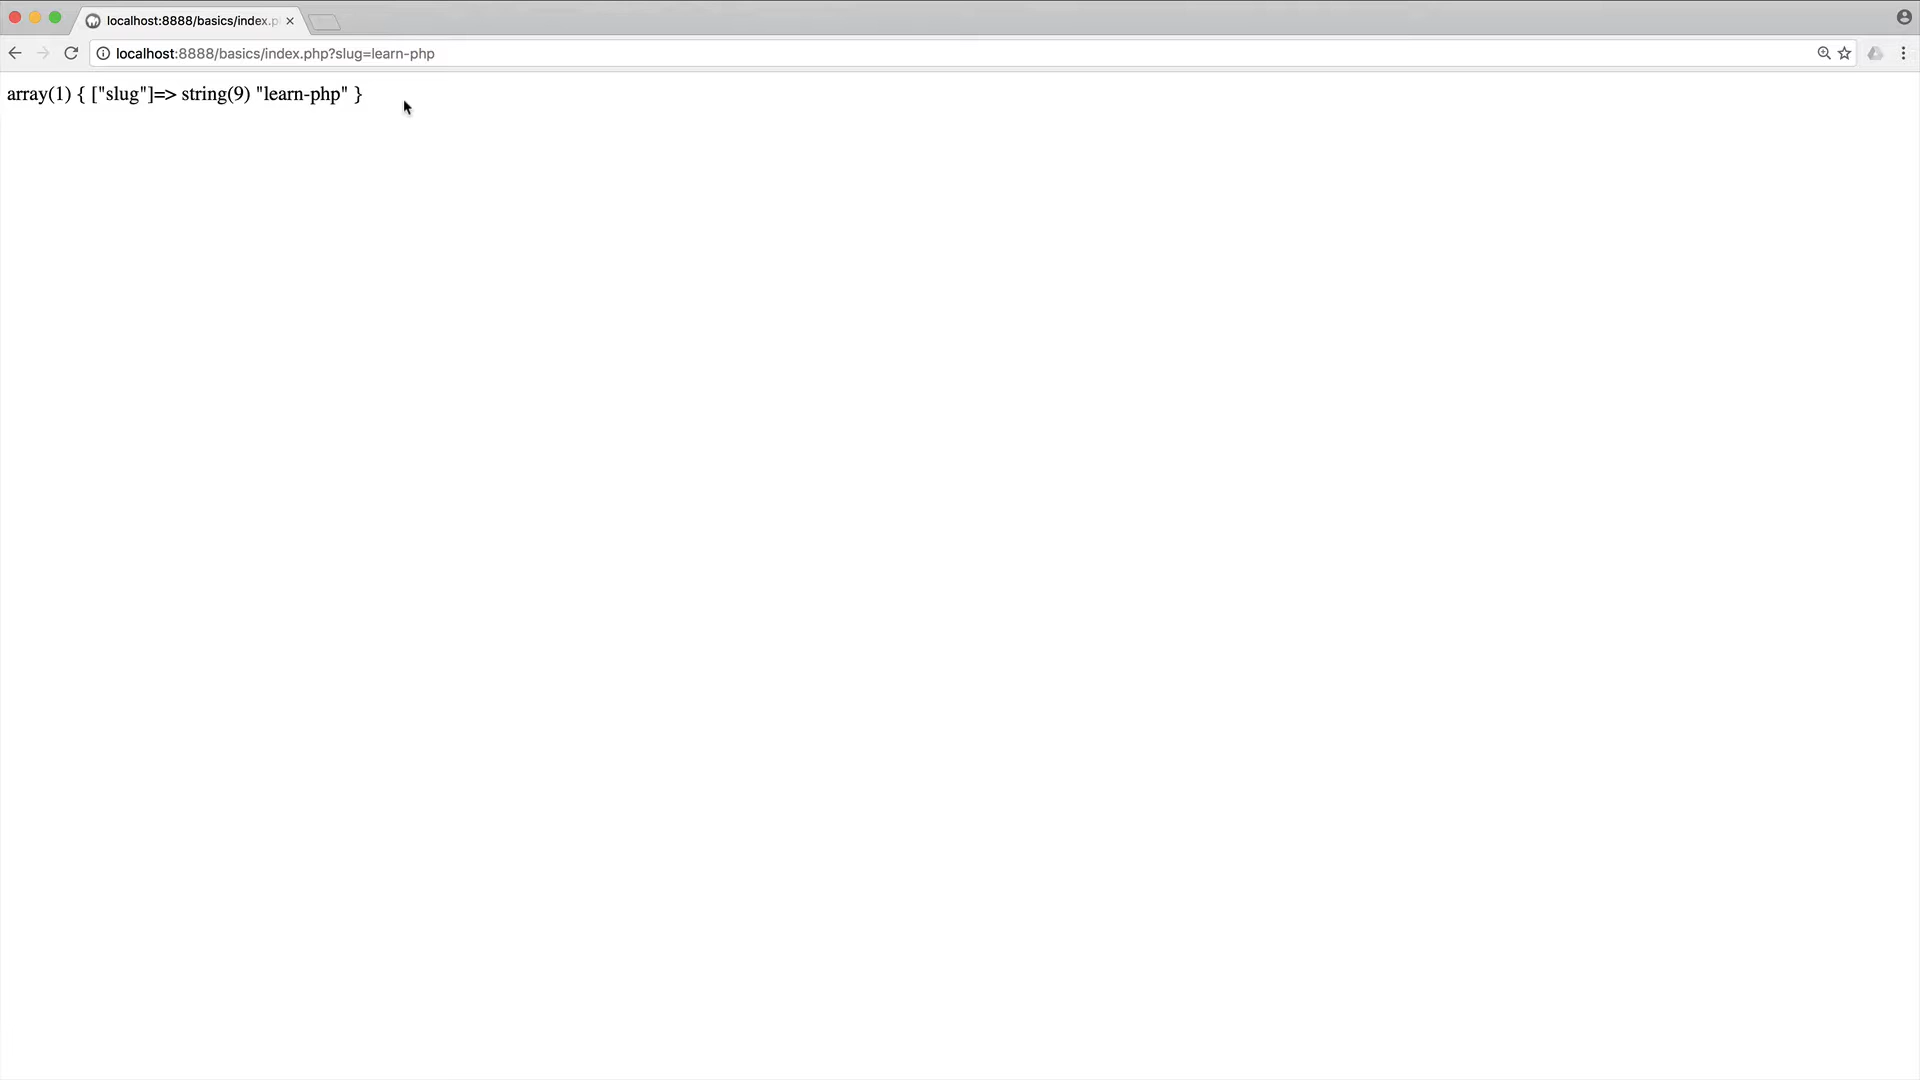 localhost:8888/basics/index.p
localhost:8888/basics/index.php?slug=learn-php
array(1) { ["slug"]=> string(9) "learn-php" }